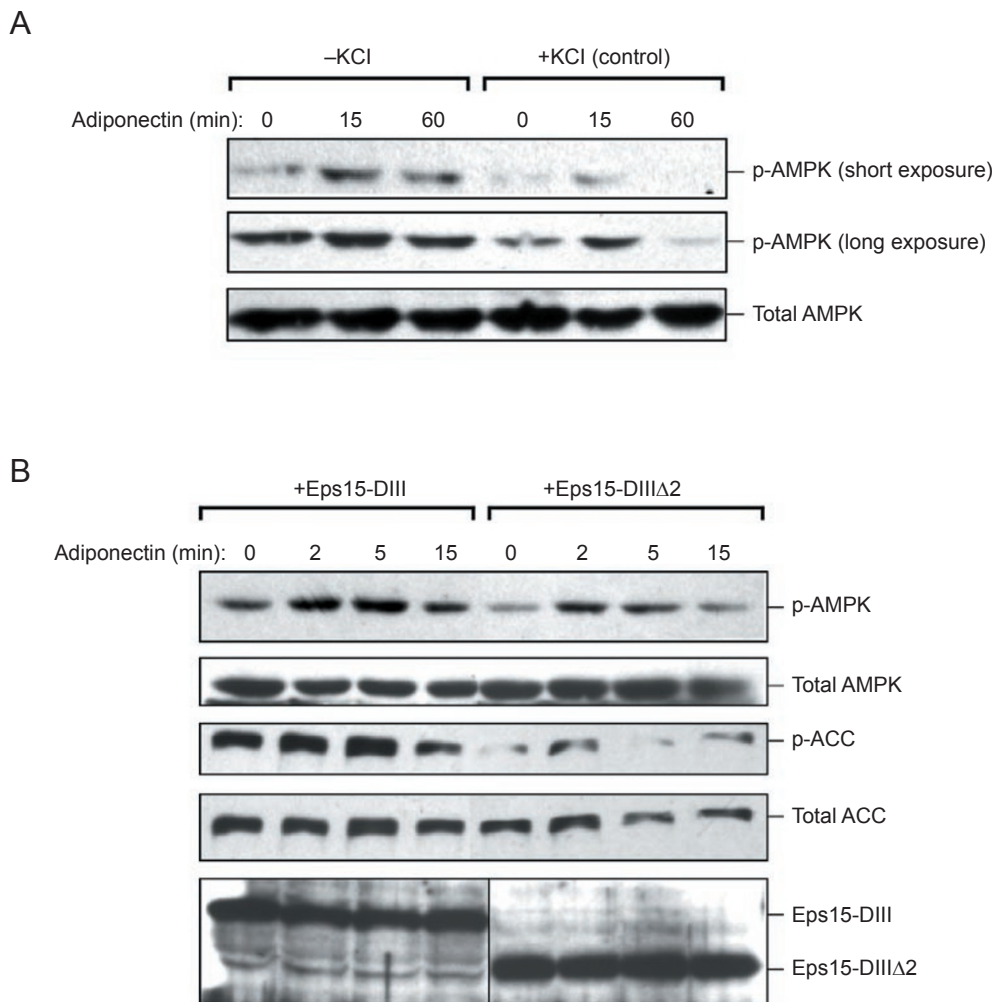 A
–KCl +KCl (control)
Adiponectin (min): 0 15 60 0 15 60
p-AMPK (short exposure)
p-AMPK (long exposure)
Total AMPK
B
+Eps15-DIII +Eps15-DIIIΔ2
Adiponectin (min): 0 2 5 15 0 2 5 15
p-AMPK
Total AMPK
p-ACC
Total ACC
Eps15-DIII
Eps15-DIIIΔ2